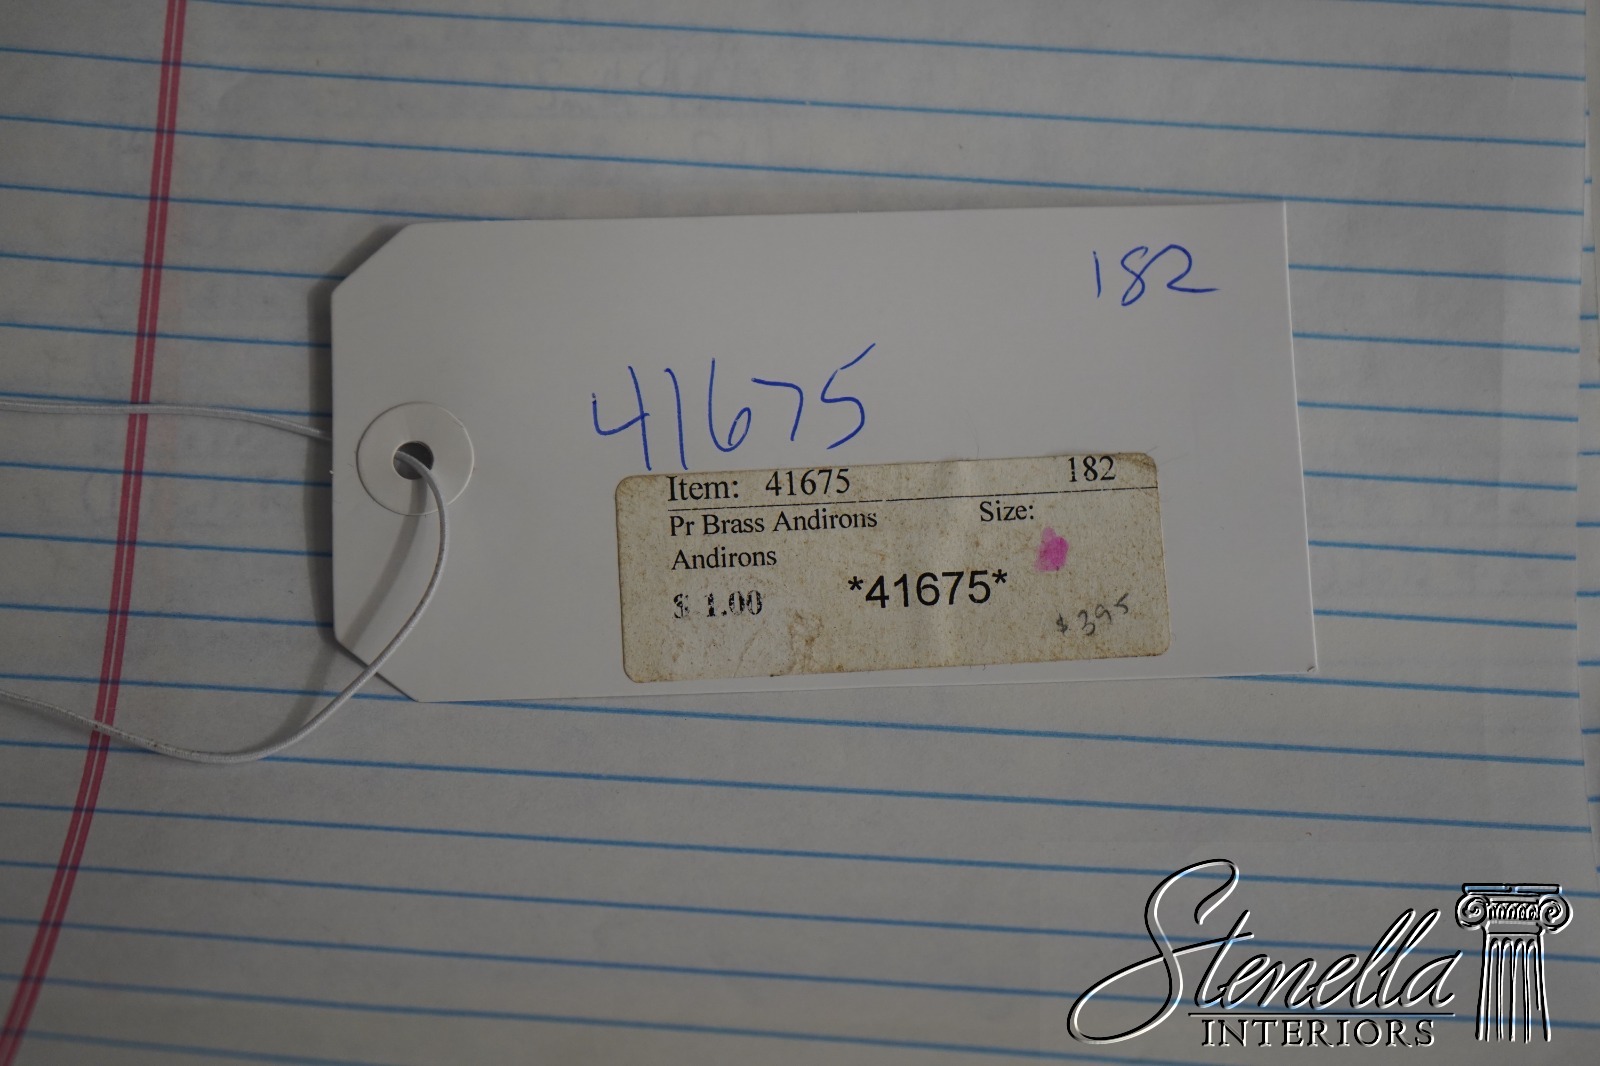 182
41675
Item: 41675 182
Pr Brass Andirons Size:
Andirons
$ 1.00 *41675*
$395
Stenella
INTERIORS